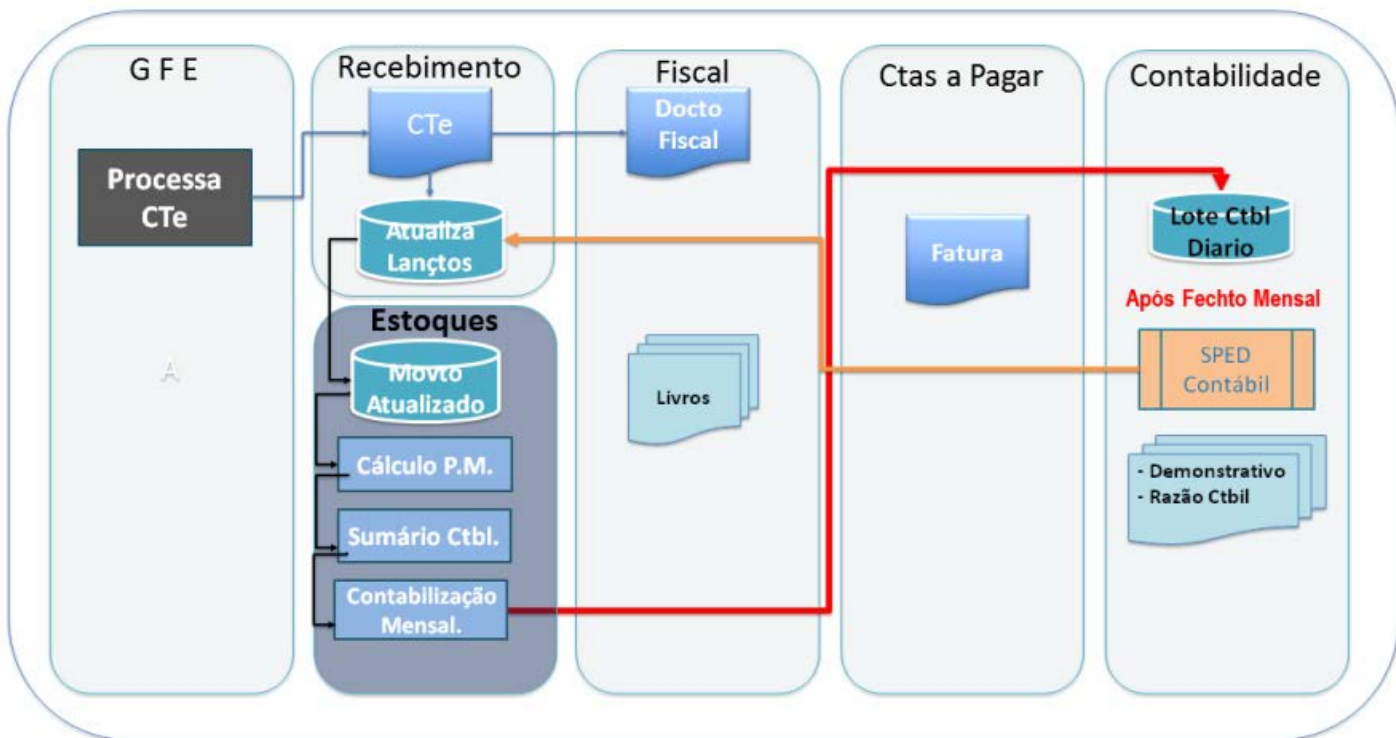 G F E
Processa
CTe
A
Recebimento
CTe
Atualiza
Lançtos
Estoques
Movto
Atualizado
Cálculo P.M.
Sumário Ctbl.
Contabilização
Mensal.
Fiscal
Docto
Fiscal
Livros
Ctas a Pagar
Fatura
Contabilidade
Lote Ctbl
Diario
Após Fechto Mensal
SPED
Contábil
- Demonstrativo
- Razão Ctbil